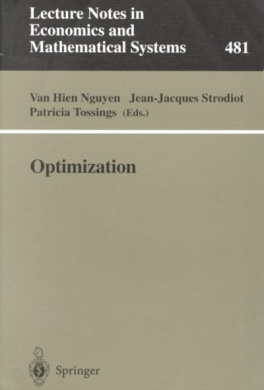 Lecture Notes in
Economics and
Mathematical Systems 481
Van Hien Nguyen Jean-Jacques Strodiot
Patricia Tossings (Eds.)
Optimization
Springer